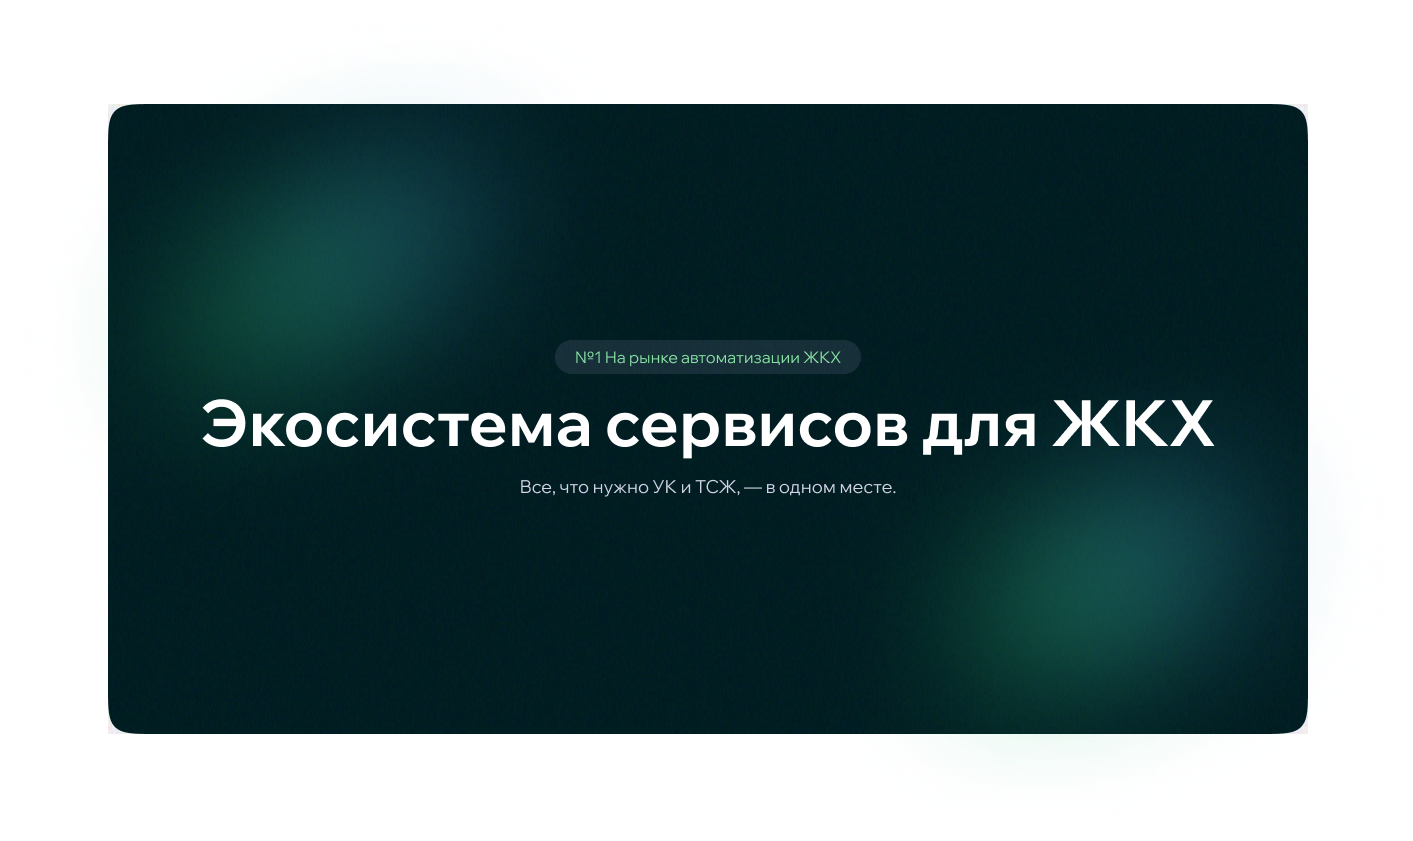 №1 На рынке автоматизации ЖКХ
Экосистема сервисов для ЖКХ
Все, что нужно УК и ТСЖ, — в одном месте.